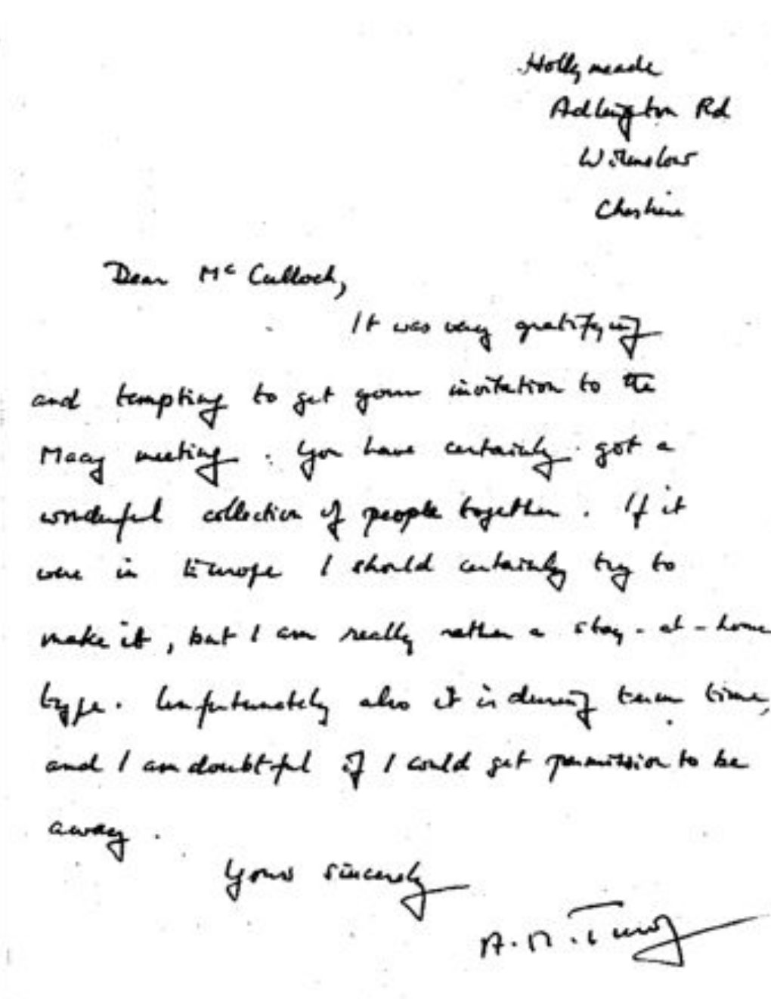 Hollymeade
Adlington Rd
Wilmslow
Cheshire
Dear McCulloch,
It was very gratifying
and tempting to get your invitation to the
Macy meeting. You have certainly got a
wonderful collection of people together. If it
were in Europe I should certainly try to
make it, but I am really rather a stay-at-home
type. Unfortunately also it is during term time,
and I am doubtful if I could get permission to be
away.
Yours sincerely
A.M. Turing